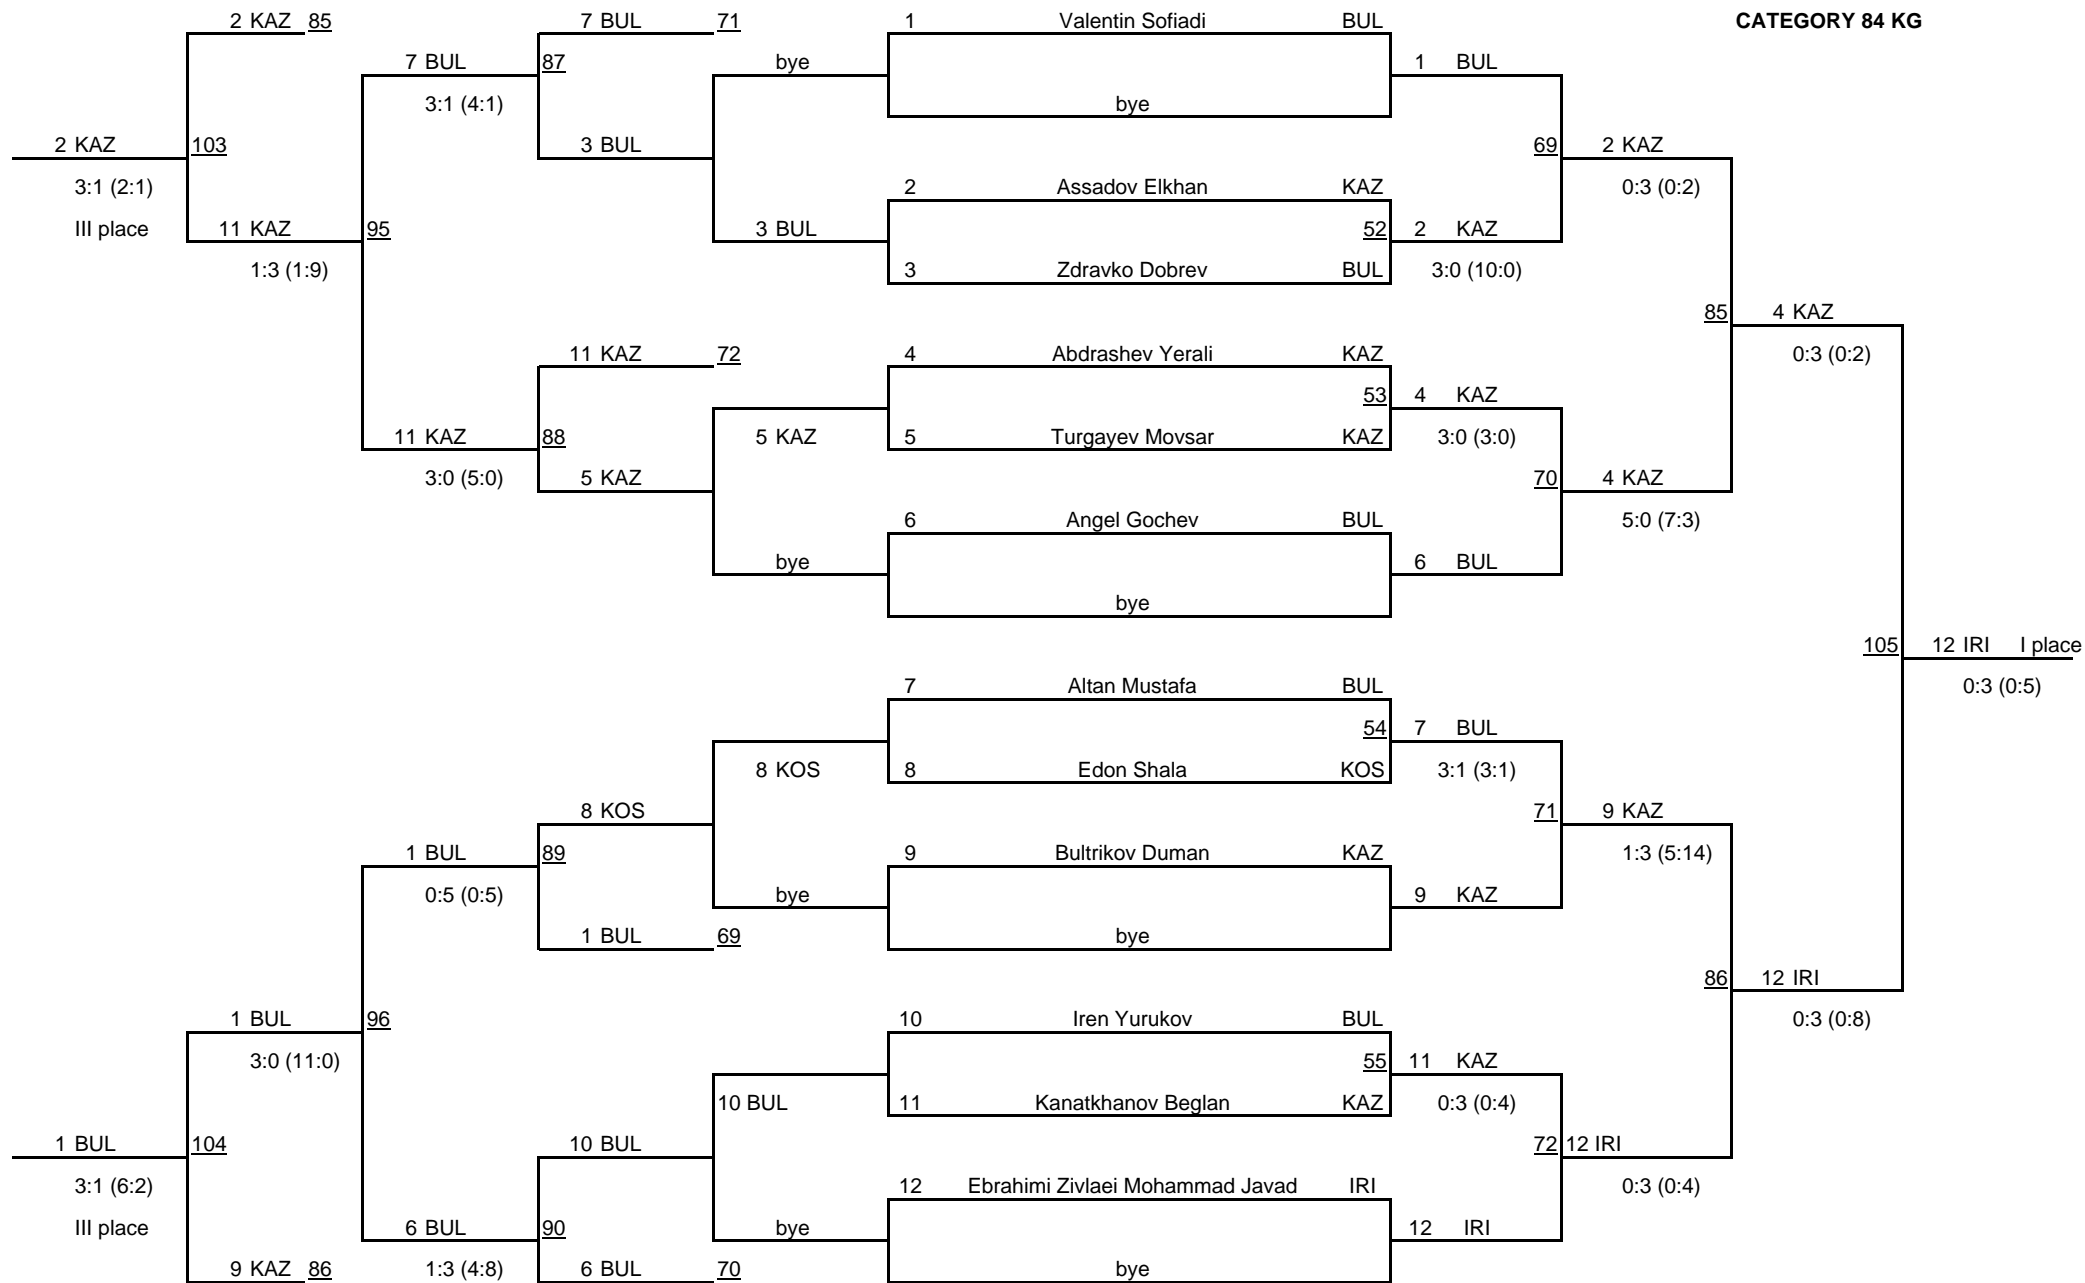 2 KAZ 85 7 BUL 71 1 Valentin Sofiadi BUL CATEGORY 84 KG
7 BUL 87 bye 1 BUL
3:1 (4:1) bye
2 KAZ 103 3 BUL 69 2 KAZ
3:1 (2:1) 2 Assadov Elkhan KAZ 0:3 (0:2)
III place 11 KAZ 95 3 BUL 52 2 KAZ
1:3 (1:9) 3 Zdravko Dobrev BUL 3:0 (10:0)
85 4 KAZ
11 KAZ 72 4 Abdrashev Yerali KAZ 0:3 (0:2)
53 4 KAZ
11 KAZ 88 5 KAZ 5 Turgayev Movsar KAZ 3:0 (3:0)
3:0 (5:0) 5 KAZ 70 4 KAZ
6 Angel Gochev BUL 5:0 (7:3)
bye 6 BUL
bye
105 12 IRI I place
7 Altan Mustafa BUL 0:3 (0:5)
54 7 BUL
8 KOS 8 Edon Shala KOS 3:1 (3:1)
8 KOS 71 9 KAZ
1 BUL 89 9 Bultrikov Duman KAZ 1:3 (5:14)
0:5 (0:5) bye 9 KAZ
1 BUL 69 bye
86 12 IRI
1 BUL 96 10 Iren Yurukov BUL 0:3 (0:8)
3:0 (11:0) 55 11 KAZ
10 BUL 11 Kanatkhanov Beglan KAZ 0:3 (0:4)
1 BUL 104 10 BUL 72 12 IRI
3:1 (6:2) 12 Ebrahimi Zivlaei Mohammad Javad IRI 0:3 (0:4)
III place 6 BUL 90 bye 12 IRI
9 KAZ 86 1:3 (4:8) 6 BUL 70 bye